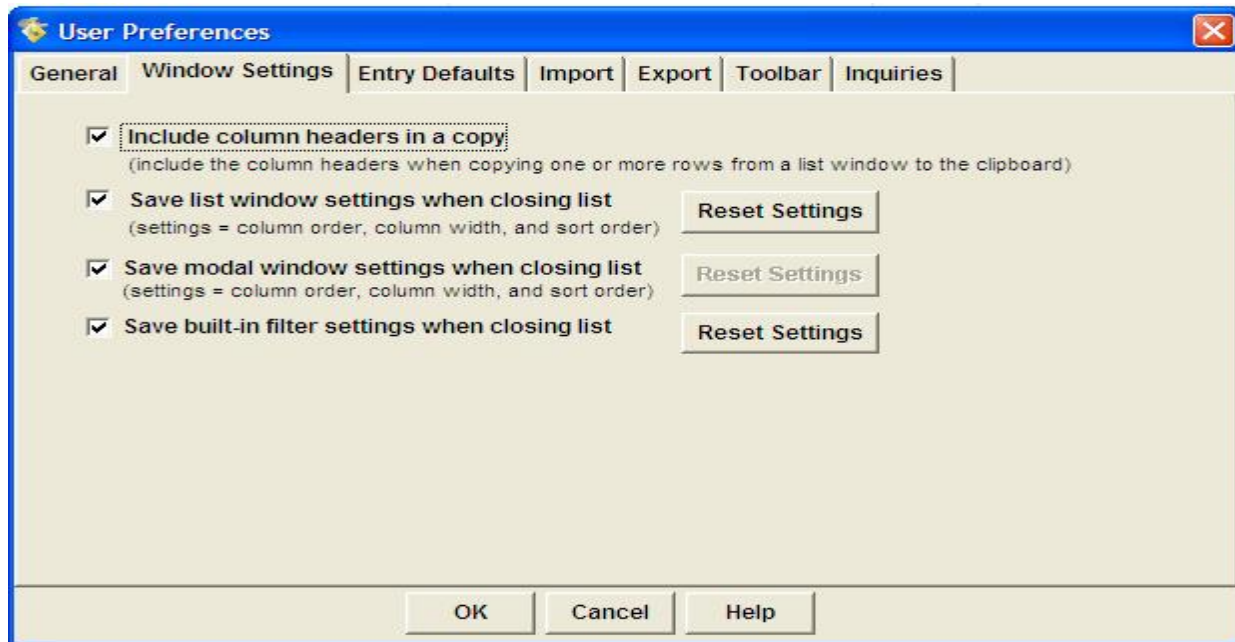 User Preferences
General Window Settings Entry Defaults Import Export Toolbar Inquiries
Include column headers in a copy
(include the column headers when copying one or more rows from a list window to the clipboard)
Save list window settings when closing list
Reset Settings
(settings = column order, column width, and sort order)
Save modal window settings when closing list
Reset Settings
(settings = column order, column width, and sort order)
Save built-in filter settings when closing list
Reset Settings
OK Cancel Help